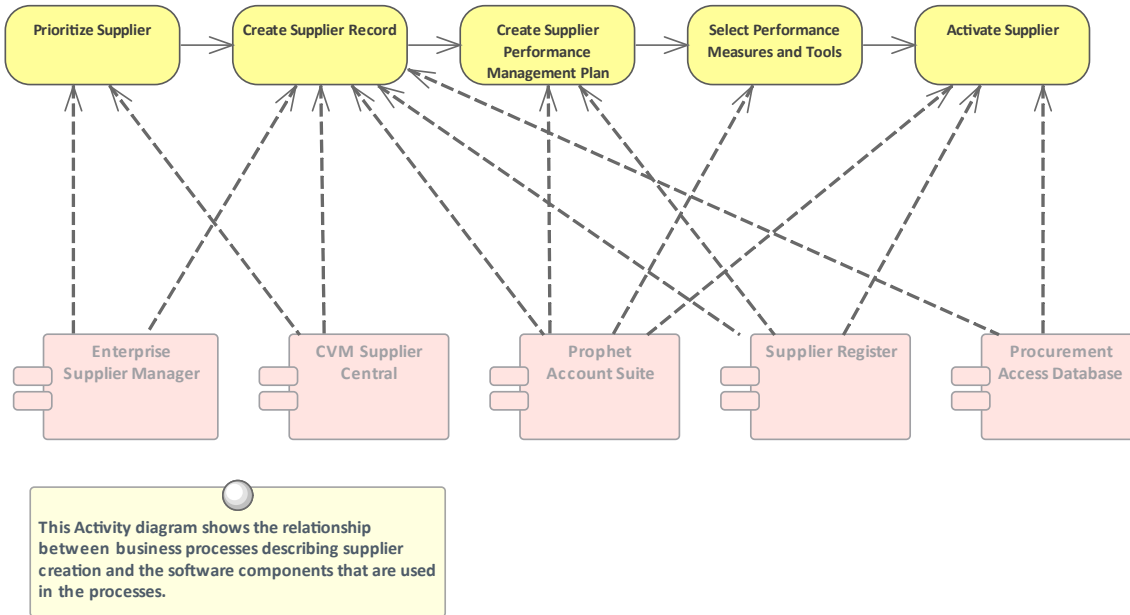 Prioritize Supplier
Create Supplier Record
Create Supplier
Performance
Management Plan
Select Performance
Measures and Tools
Activate Supplier
Enterprise
Supplier Manager
CVM Supplier
Central
Prophet
Account Suite
Supplier Register
Procurement
Access Database
This Activity diagram shows the relationship
between business processes describing supplier
creation and the software components that are used
in the processes.